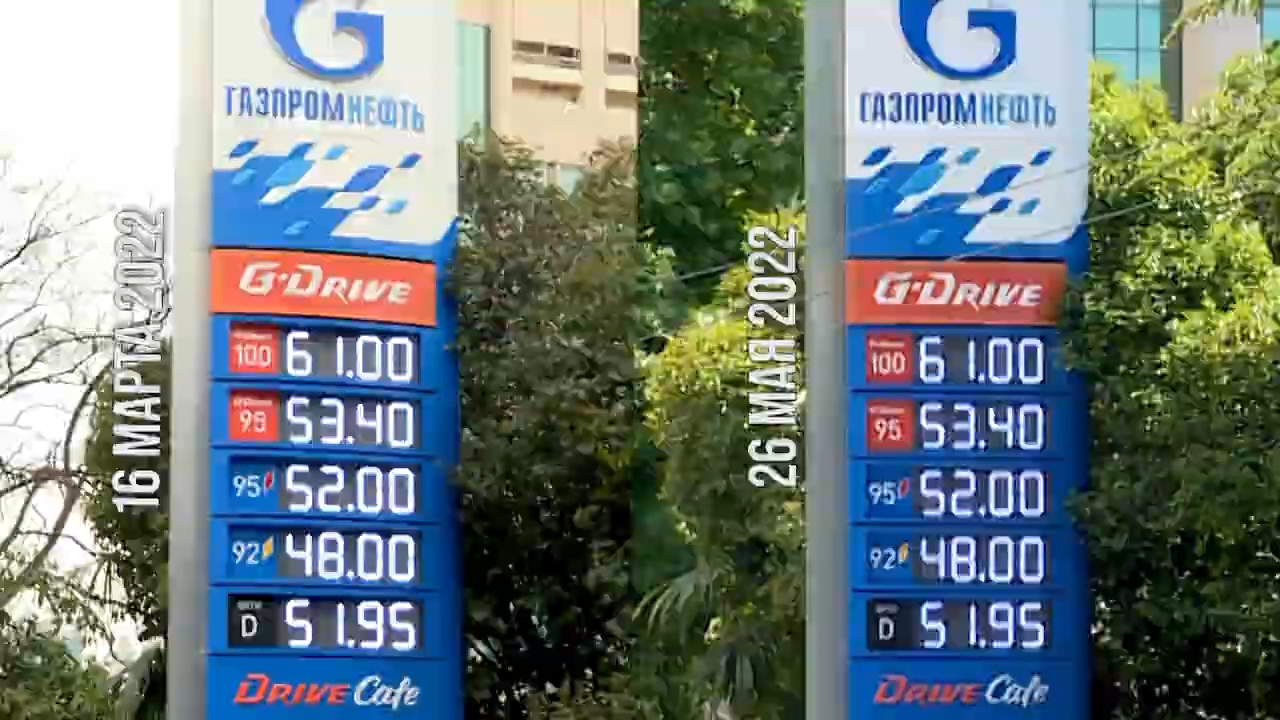 16 МАРТА 2022
ГАЗПРОМНЕФТЬ
G-DRIVE
100 61.00
95 53.40
95 52.00
92 48.00
D 51.95
DRIVE Cafe
26 МАЯ 2022
ГАЗПРОМНЕФТЬ
G-DRIVE
100 61.00
95 53.40
95 52.00
92 48.00
D 51.95
DRIVE Cafe